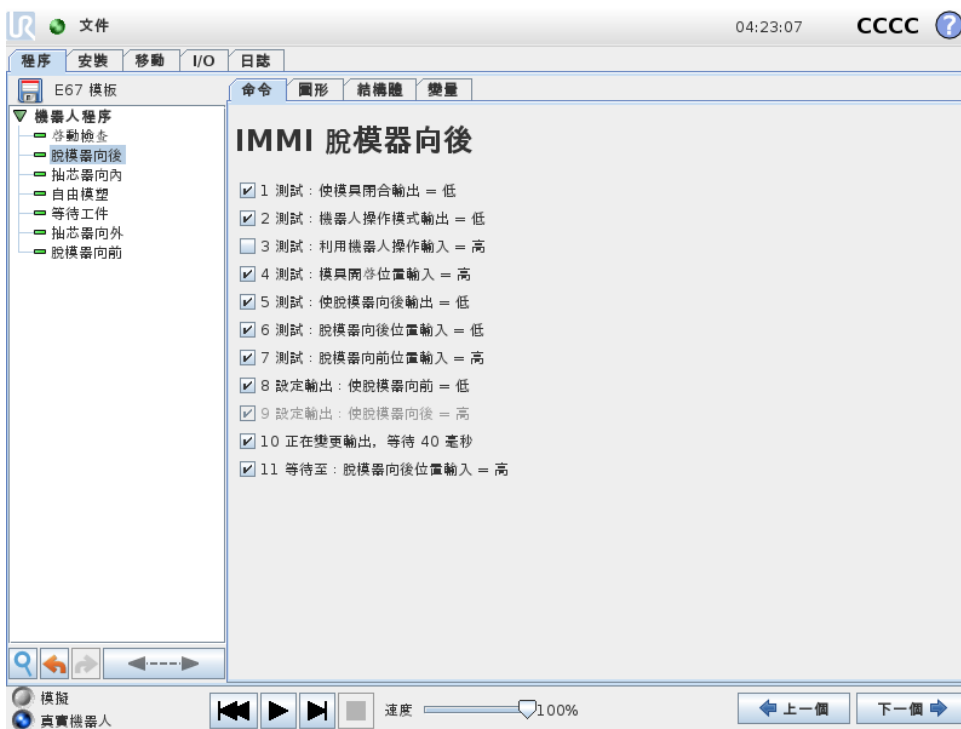 UR 文件 04:23:07 CCCC ?
程序 安裝 移動 I/O 日誌
E67 模板
命令 圖形 結構體 變量
機器人程序
啓動檢查
脫模器向後
抽芯器向內
自由模塑
等待工件
抽芯器向外
脫模器向前
IMMI 脫模器向後
1 測試：使模具閉合輸出 = 低
2 測試：機器人操作模式輸出 = 低
3 測試：利用機器人操作輸入 = 高
4 測試：模具開啓位置輸入 = 高
5 測試：使脫模器向後輸出 = 低
6 測試：脫模器向後位置輸入 = 低
7 測試：脫模器向前位置輸入 = 高
8 設定輸出：使脫模器向前 = 低
9 設定輸出：使脫模器向後 = 高
10 正在變更輸出，等待 40 毫秒
11 等待至：脫模器向後位置輸入 = 高
模擬
真實機器人
速度 100%
上一個 下一個